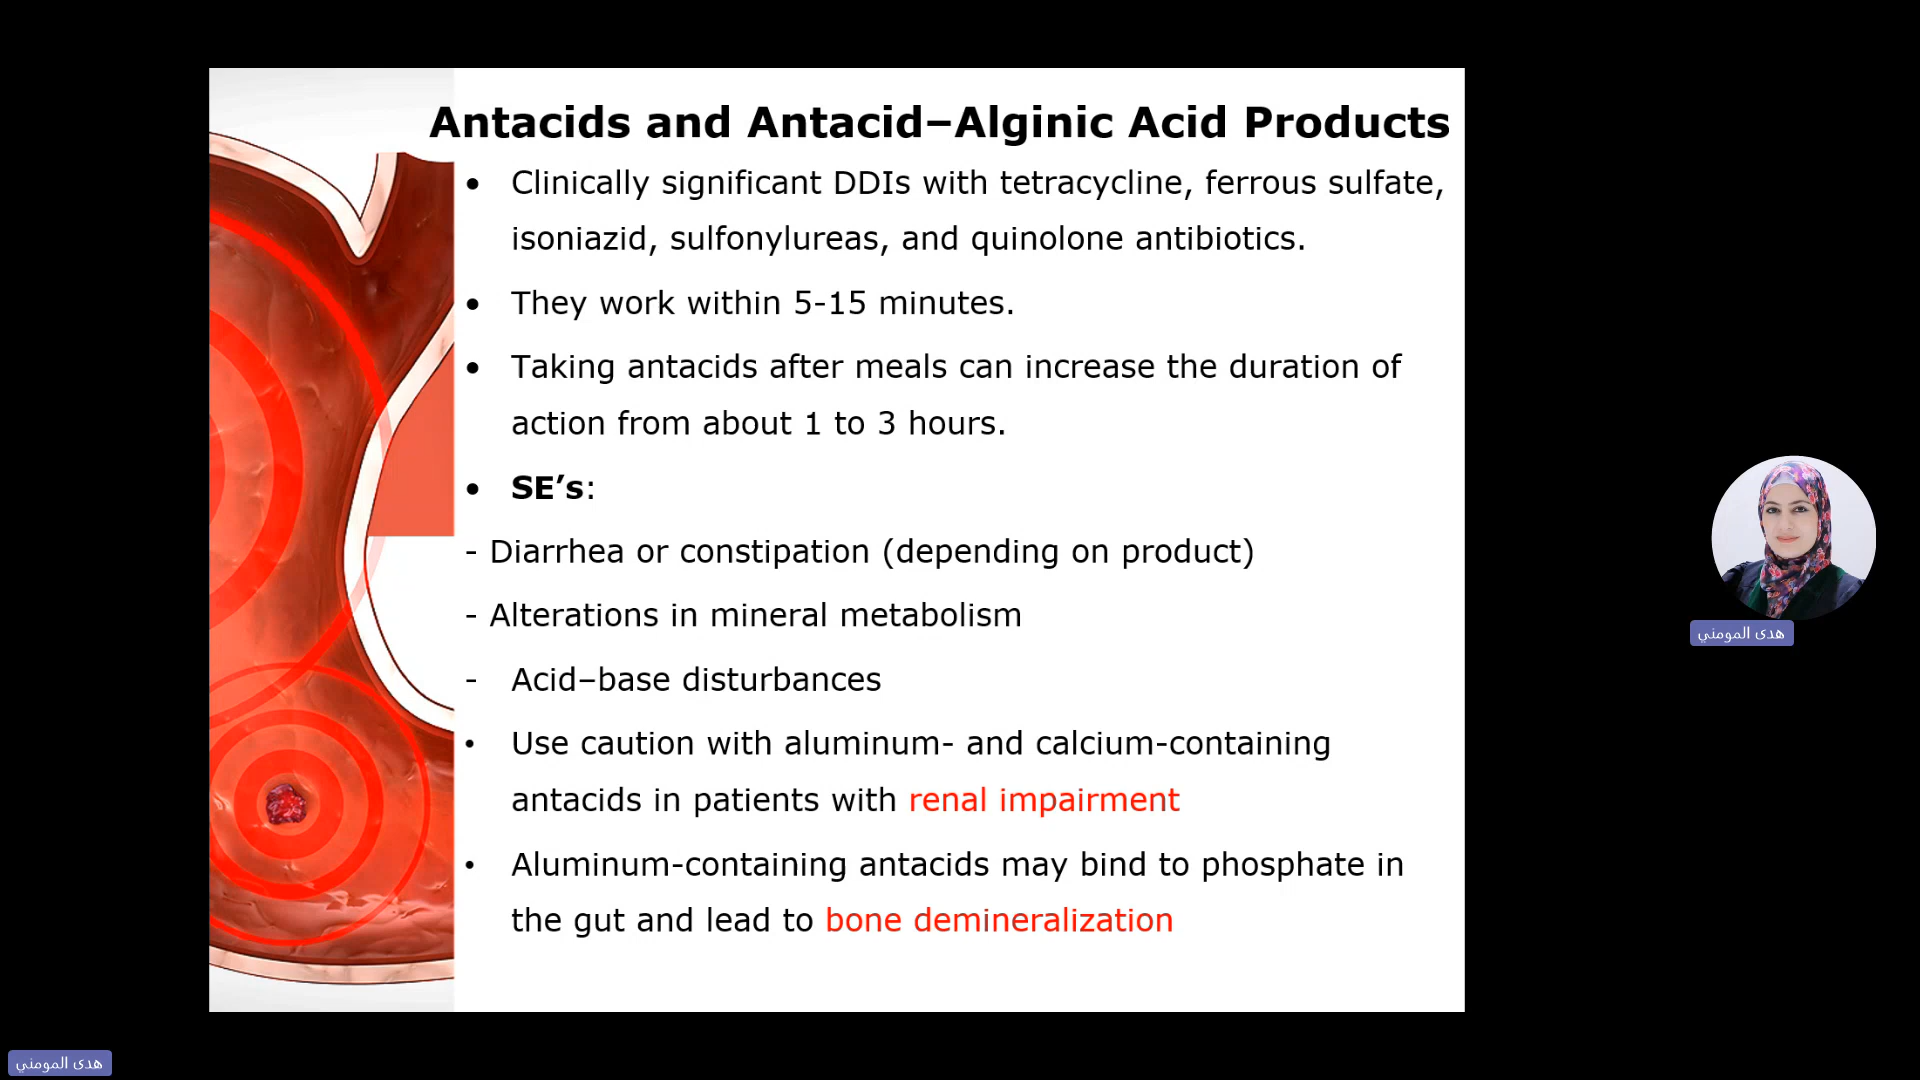 Antacids and Antacid–Alginic Acid Products
• Clinically significant DDIs with tetracycline, ferrous sulfate,
isoniazid, sulfonylureas, and quinolone antibiotics.
• They work within 5-15 minutes.
• Taking antacids after meals can increase the duration of
action from about 1 to 3 hours.
• SE’s:
- Diarrhea or constipation (depending on product)
- Alterations in mineral metabolism
- Acid–base disturbances
• Use caution with aluminum- and calcium-containing
antacids in patients with renal impairment
• Aluminum-containing antacids may bind to phosphate in
the gut and lead to bone demineralization
هدى المومني
هدى المومني